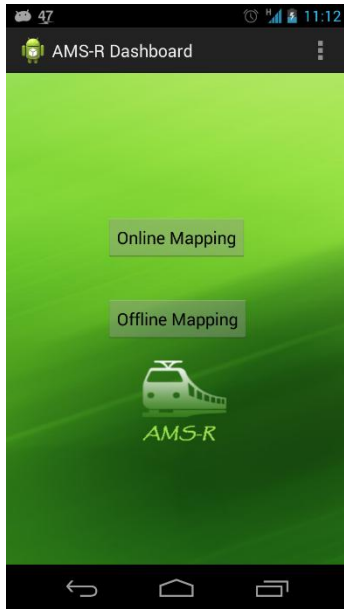 47
H
11:12
AMS-R Dashboard
Online Mapping
Offline Mapping
AMS-R